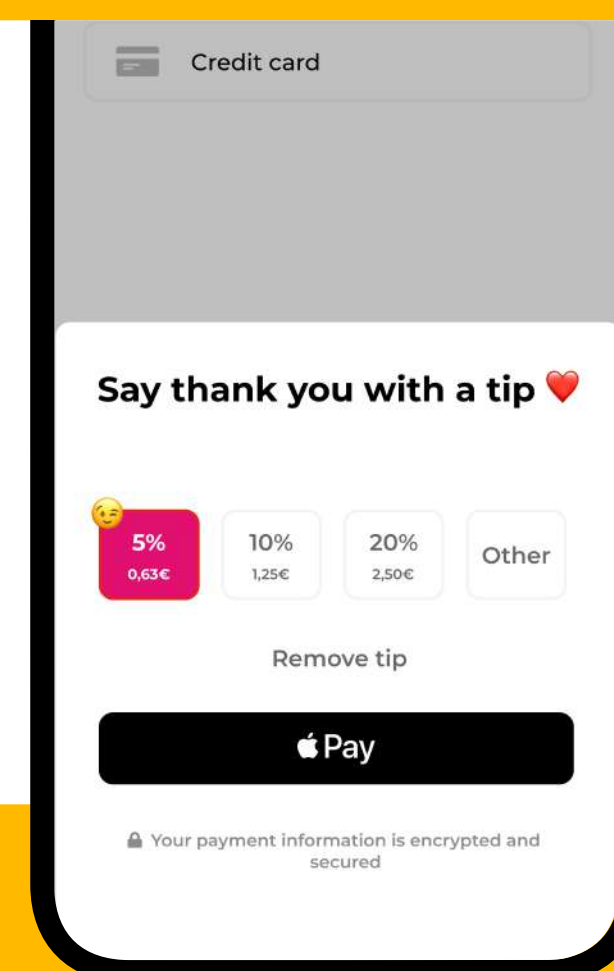 Credit card
Say thank you with a tip ❤️
5%
0,63€
10%
1,25€
20%
2,50€
Other
Remove tip
Pay
Your payment information is encrypted and
secured